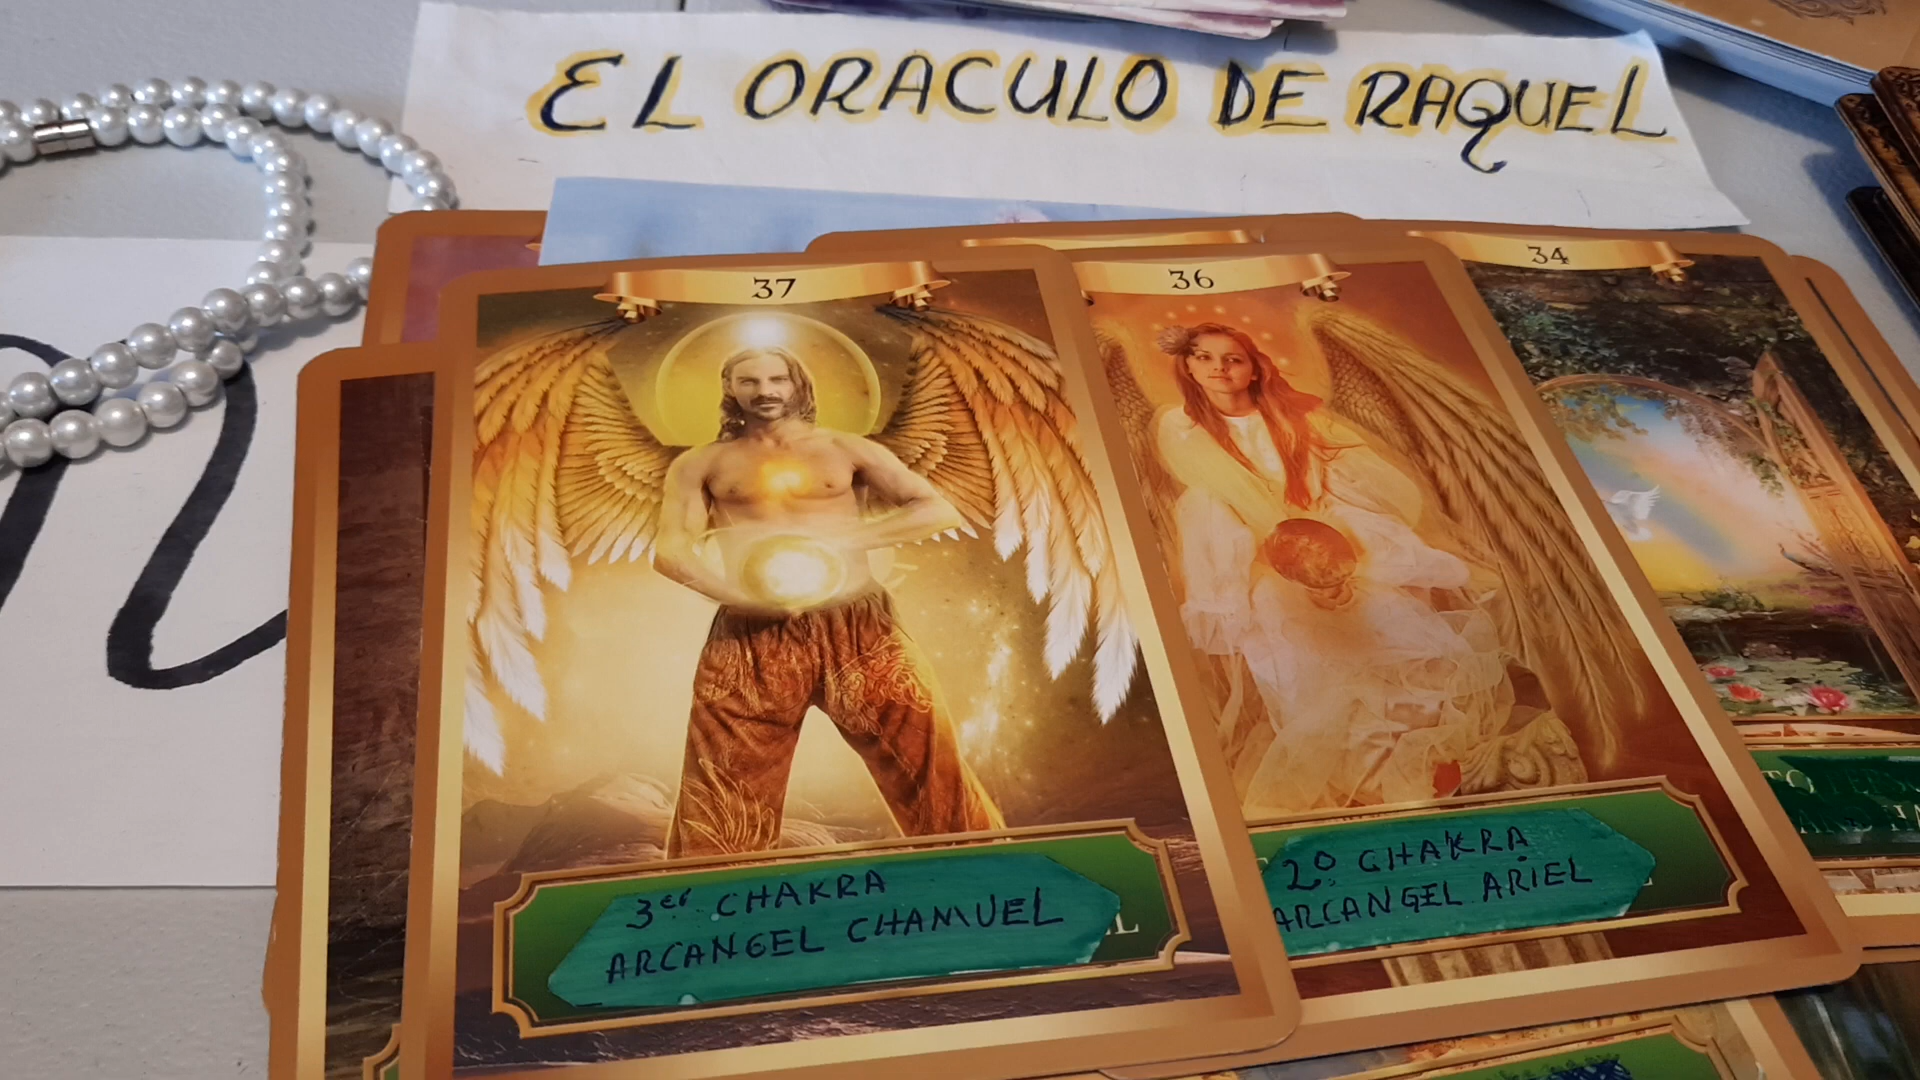 EL ORACULO DE RAQUEL
37
36
34
3er CHAKRA
ARCANGEL CHAMUEL
2º CHAKRA
ARCANGEL ARIEL